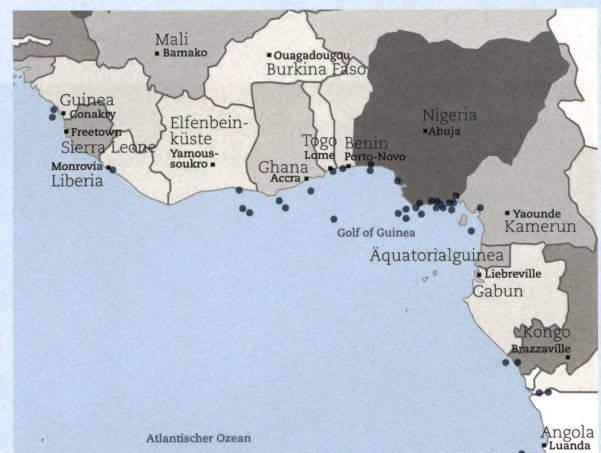 Mali
Bamako
Ouagadougou
Burkina Faso
Guinea
Conakry
Freetown
Sierra Leone
Monrovia
Liberia
Elfenbein-
küste
Yamous-
soukro
Ghana
Accra
Togo
Lome
Benin
Porto-Novo
Nigeria
Abuja
Golf of Guinea
Yaounde
Kamerun
Äquatorialguinea
Liebreville
Gabun
Kongo
Brazzaville
Atlantischer Ozean
Angola
Luanda